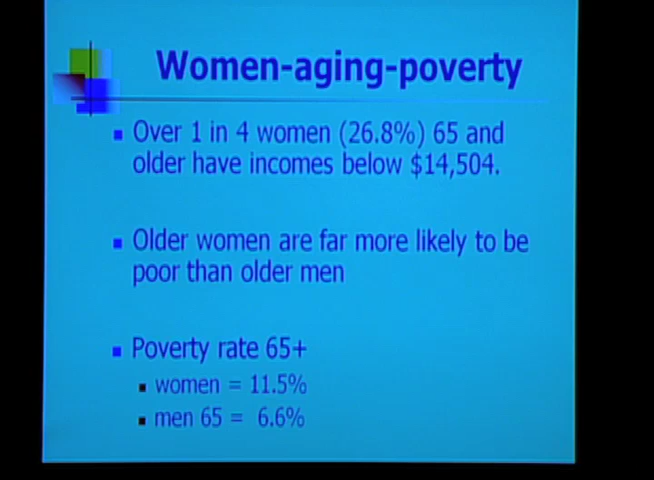 Women-aging-poverty
Over 1 in 4 women (26.8%) 65 and
older have incomes below $14,504.
Older women are far more likely to be
poor than older men
Poverty rate 65+
women = 11.5%
men 65 = 6.6%